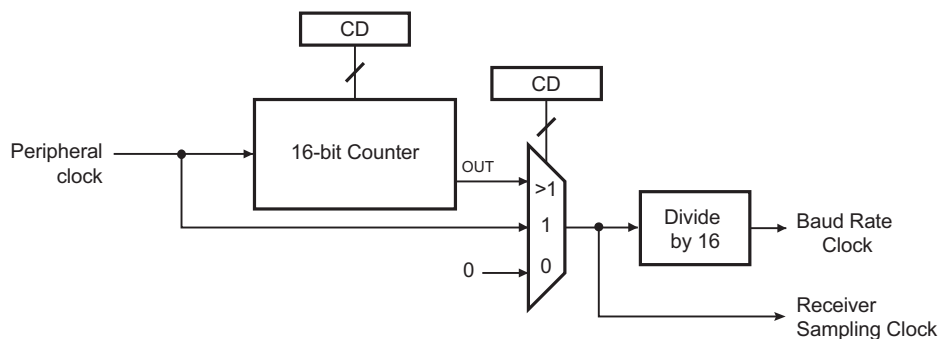 CD
CD
Peripheral
clock
16-bit Counter
OUT
>1
1
0
0
Divide
by 16
Baud Rate
Clock
Receiver
Sampling Clock